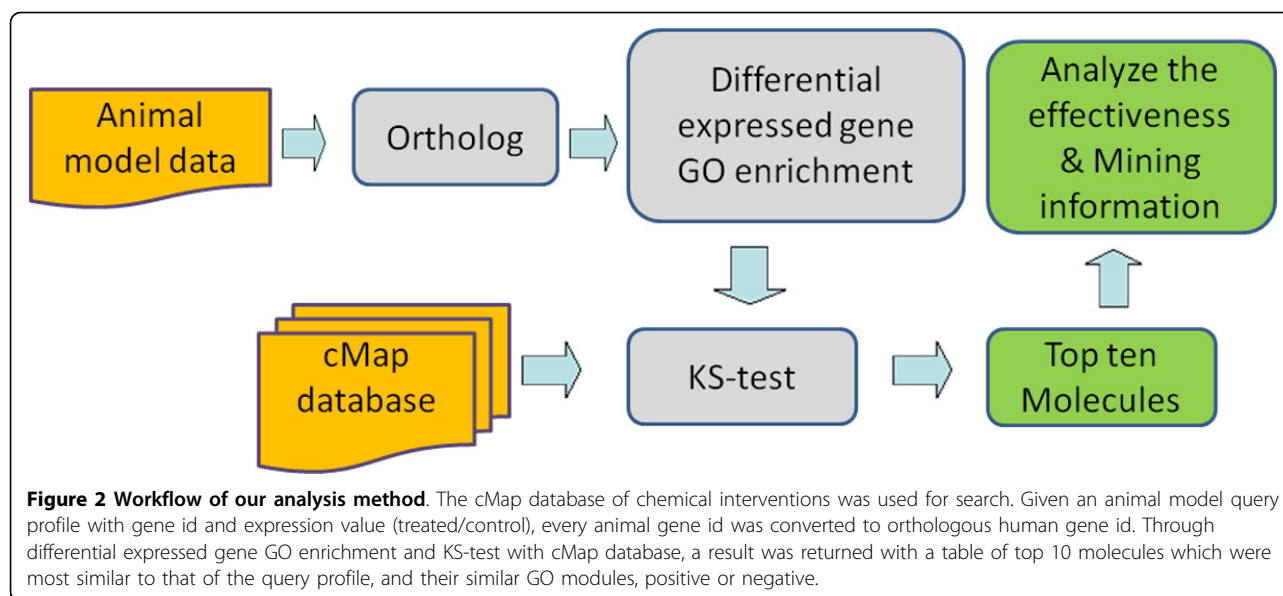 Animal
model data
Ortholog
Differential
expressed gene
GO enrichment
Analyze the
effectiveness
& Mining
information
cMap
database
KS-test
Top ten
Molecules
Figure 2 Workflow of our analysis method. The cMap database of chemical interventions was used for search. Given an animal model query
profile with gene id and expression value (treated/control), every animal gene id was converted to orthologous human gene id. Through
differential expressed gene GO enrichment and KS-test with cMap database, a result was returned with a table of top 10 molecules which were
most similar to that of the query profile, and their similar GO modules, positive or negative.